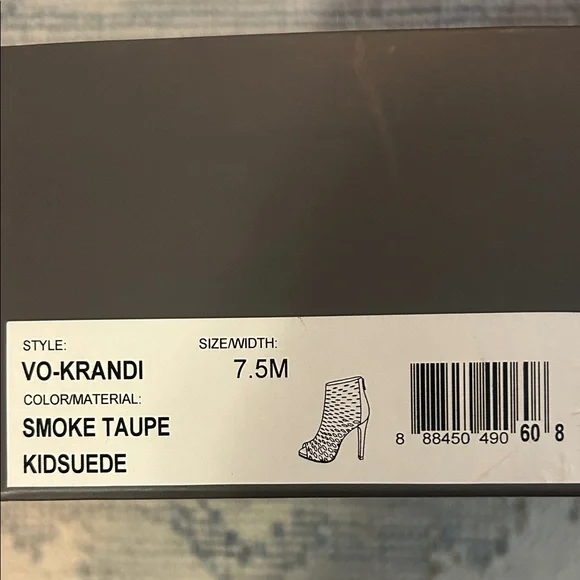 STYLE: SIZE/WIDTH:
VO-KRANDI 7.5M
COLOR/MATERIAL:
SMOKE TAUPE
KIDSUEDE
8 88450 490 60 8